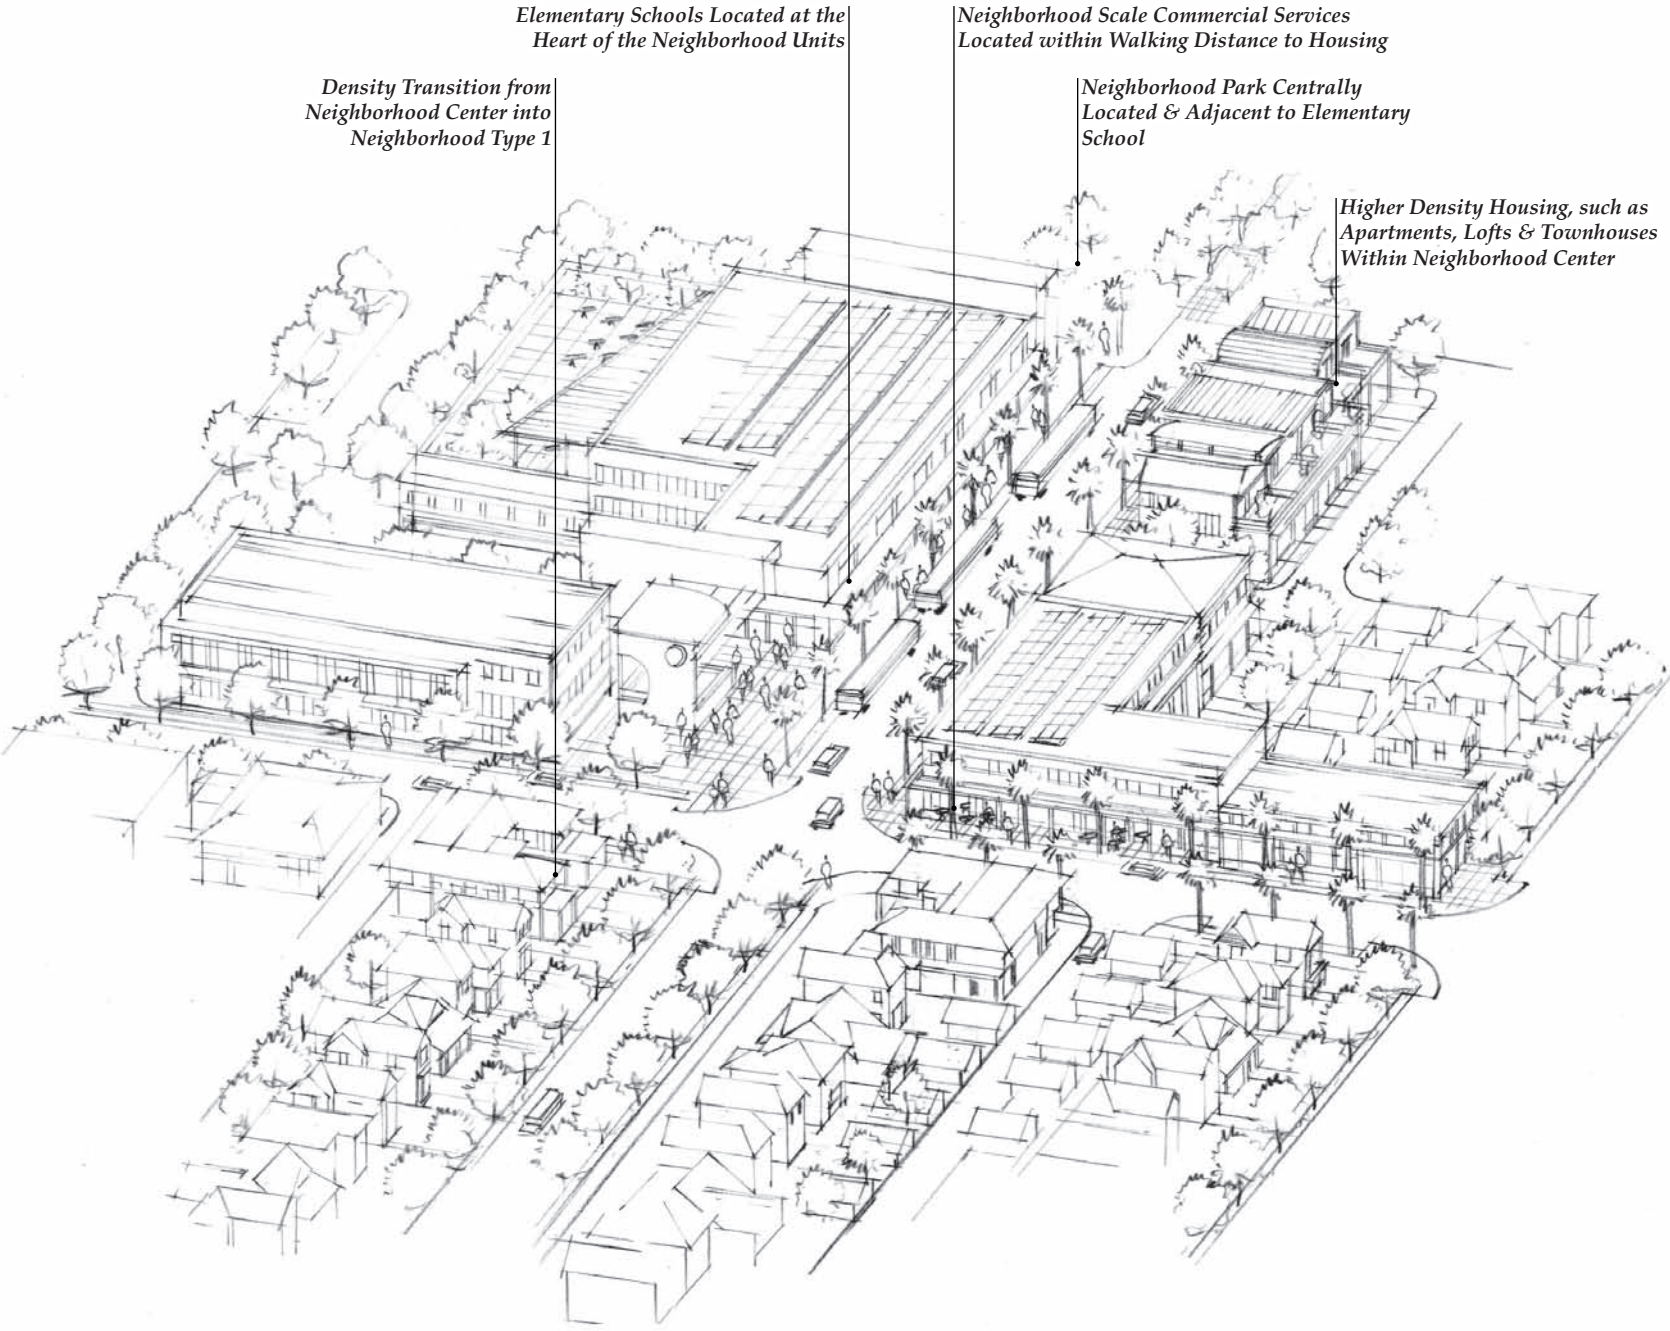 Elementary Schools Located at the
Heart of the Neighborhood Units
Neighborhood Scale Commercial Services
Located within Walking Distance to Housing
Density Transition from
Neighborhood Center into
Neighborhood Type 1
Neighborhood Park Centrally
Located & Adjacent to Elementary
School
Higher Density Housing, such as
Apartments, Lofts & Townhouses
Within Neighborhood Center